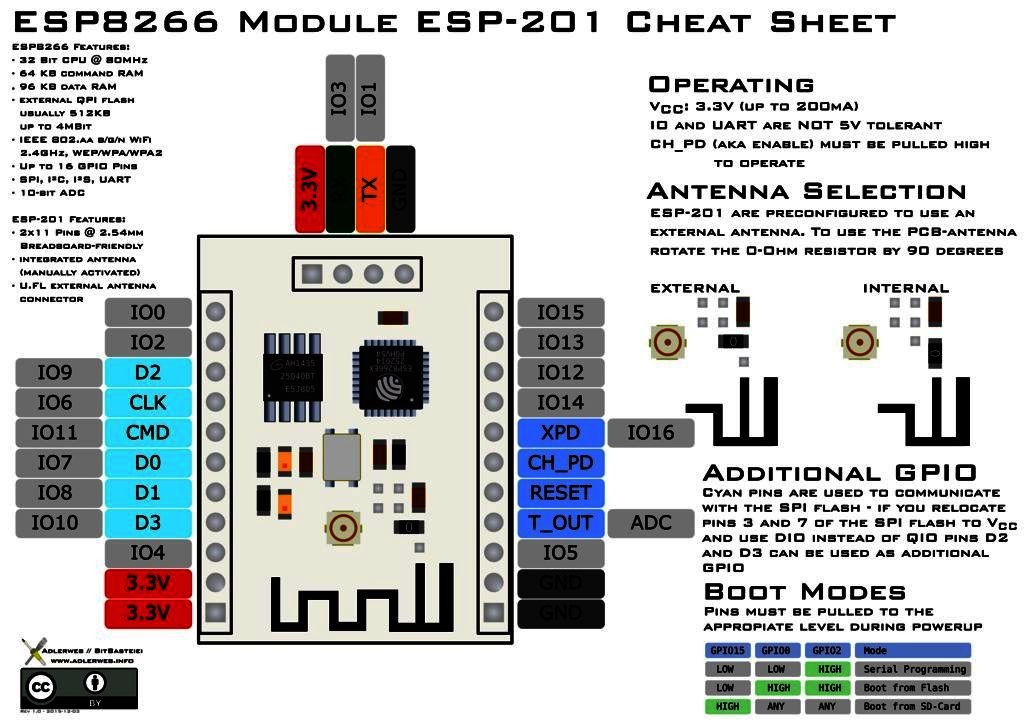 ESP8266 Module ESP-201 Cheat Sheet
ESP8266 Features:
• 32 Bit CPU @ 80MHz
• 64 KB command RAM
• 96 KB data RAM
• external QPI flash
usually 512KB
up to 4MBit
• IEEE 802.aa b/g/n WiFi
2.4GHz, WEP/WPA/WPA2
• Up to 16 GPIO Pins
• SPI, I²C, I²S, UART
• 10-bit ADC
ESP-201 Features:
• 2x11 Pins @ 2.54mm
Breadboard-friendly
• integrated antenna
(manually activated)
• U.FL external antenna
connector
IO3 IO1
3.3V RX TX GND
IO0
IO2
IO9 D2
IO6 CLK
IO11 CMD
IO7 D0
IO8 D1
IO10 D3
IO4
3.3V
3.3V
IO15
IO13
IO12
IO14
XPD IO16
CH_PD
RESET
T_OUT ADC
IO5
GND
GND
Operating
VCC: 3.3V (up to 200mA)
IO and UART are NOT 5V tolerant
CH_PD (aka enable) must be pulled high
to operate
Antenna Selection
ESP-201 are preconfigured to use an
external antenna. To use the PCB-antenna
rotate the 0-Ohm resistor by 90 degrees
external internal
Additional GPIO
Cyan pins are used to communicate
with the SPI flash - if you relocate
pins 3 and 7 of the SPI flash to VCC
and use DIO instead of QIO pins D2
and D3 can be used as additional
GPIO
Boot Modes
Pins must be pulled to the
appropiate level during powerup
GPIO15 GPIO0 GPIO2 Mode
LOW LOW HIGH Serial Programming
LOW HIGH HIGH Boot from Flash
HIGH ANY ANY Boot from SD-Card
Adlerweb // BitBastelei
www.adlerweb.info
cc BY
Rev 1.0 - 2015-12-03